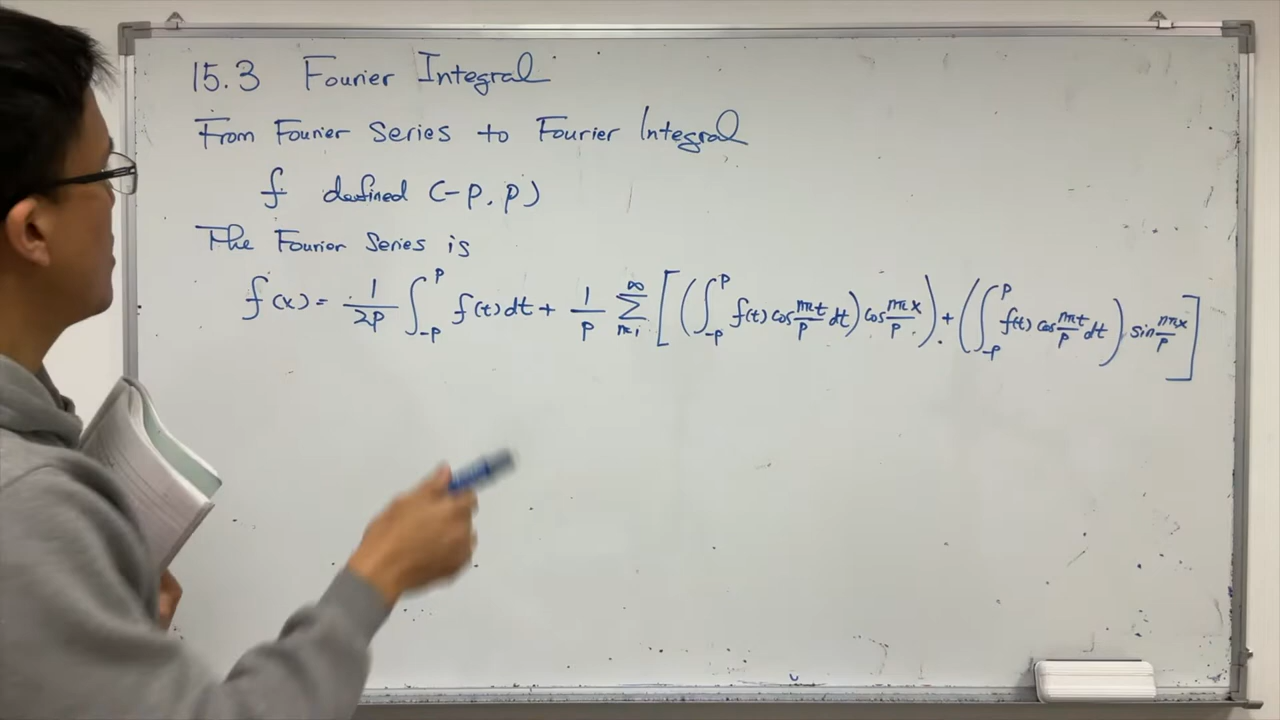 15.3 Fourier Integral
From Fourier Series to Fourier Integral
f defined (-p, p)
The Fourier Series is
f(x) = 1/2p ∫_{-p}^{p} f(t) dt + 1/p ∑_{n=1}^{∞} [ ( ∫_{-p}^{p} f(t) cos nπt/p dt ) cos nπx/p ) + ( ∫_{-p}^{p} f(t) cos nπt/p dt ) sin nπx/p ]